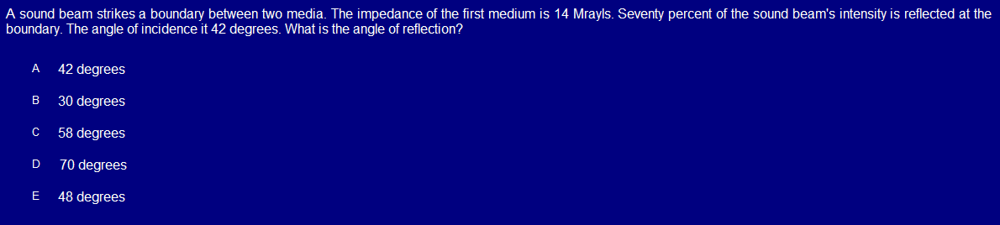 A sound beam strikes a boundary between two media. The impedance of the first medium is 14 Mrayls. Seventy percent of the sound beam's intensity is reflected at the
boundary. The angle of incidence it 42 degrees. What is the angle of reflection?
A 42 degrees
B 30 degrees
C 58 degrees
D 70 degrees
E 48 degrees